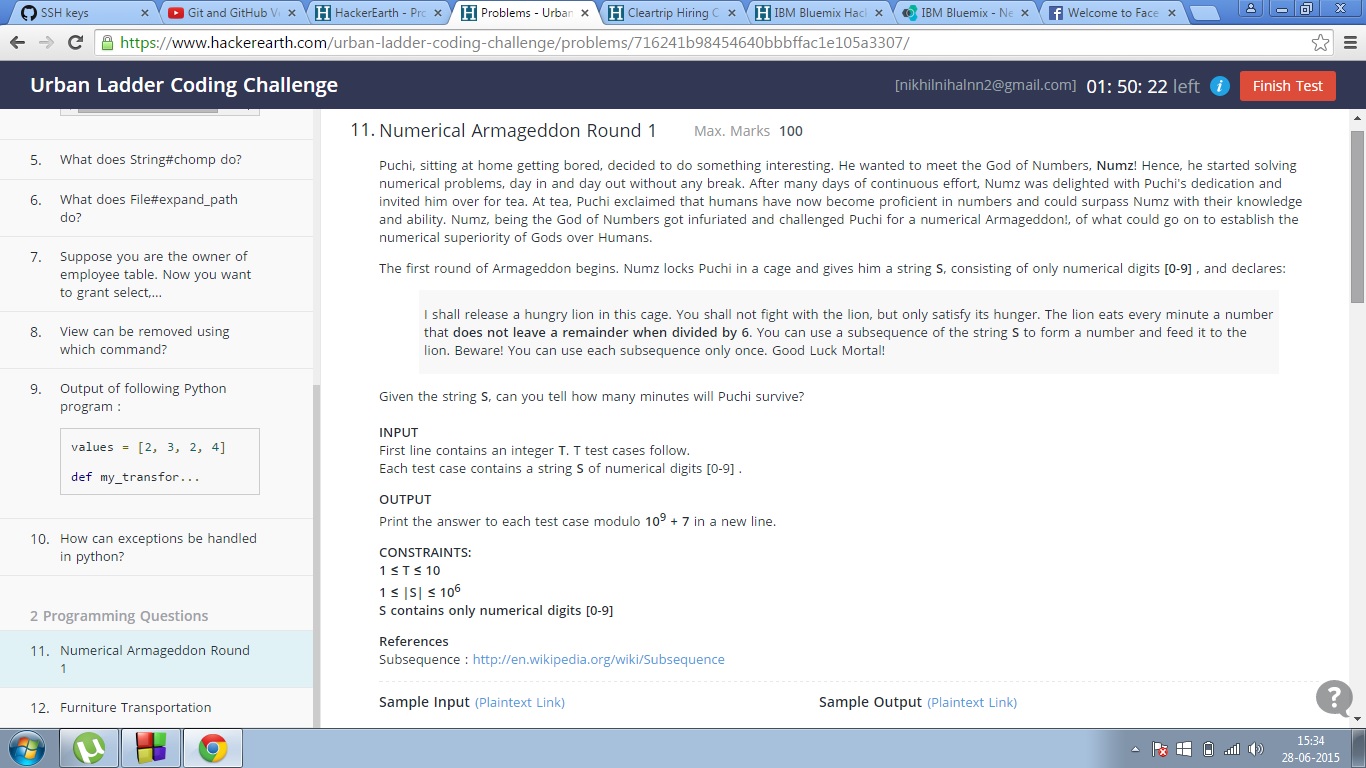 SSH keys
Git and GitHub V
HackerEarth - Pro
Problems - Urban
Cleartrip Hiring C
IBM Bluemix Hac
IBM Bluemix - Ne
Welcome to Face
https://www.hackerearth.com/urban-ladder-coding-challenge/problems/716241b98454640bbbffac1e105a3307/
Urban Ladder Coding Challenge
[nikhilnihalnn2@gmail.com] 01: 50: 22 left i Finish Test
5. What does String#chomp do?
6. What does File#expand_path
do?
7. Suppose you are the owner of
employee table. Now you want
to grant select,...
8. View can be removed using
which command?
9. Output of following Python
program :
values = [2, 3, 2, 4]
def my_transfor...
10. How can exceptions be handled
in python?
2 Programming Questions
11. Numerical Armageddon Round
1
12. Furniture Transportation
11. Numerical Armageddon Round 1 Max. Marks 100
Puchi, sitting at home getting bored, decided to do something interesting. He wanted to meet the God of Numbers, Numz! Hence, he started solving
numerical problems, day in and day out without any break. After many days of continuous effort, Numz was delighted with Puchi's dedication and
invited him over for tea. At tea, Puchi exclaimed that humans have now become proficient in numbers and could surpass Numz with their knowledge
and ability. Numz, being the God of Numbers got infuriated and challenged Puchi for a numerical Armageddon!, of what could go on to establish the
numerical superiority of Gods over Humans.
The first round of Armageddon begins. Numz locks Puchi in a cage and gives him a string S, consisting of only numerical digits [0-9] , and declares:
I shall release a hungry lion in this cage. You shall not fight with the lion, but only satisfy its hunger. The lion eats every minute a number
that does not leave a remainder when divided by 6. You can use a subsequence of the string S to form a number and feed it to the
lion. Beware! You can use each subsequence only once. Good Luck Mortal!
Given the string S, can you tell how many minutes will Puchi survive?
INPUT
First line contains an integer T. T test cases follow.
Each test case contains a string S of numerical digits [0-9] .
OUTPUT
Print the answer to each test case modulo 10⁹ + 7 in a new line.
CONSTRAINTS:
1 ≤ T ≤ 10
1 ≤ |S| ≤ 10⁶
S contains only numerical digits [0-9]
References
Subsequence : http://en.wikipedia.org/wiki/Subsequence
Sample Input (Plaintext Link)
Sample Output (Plaintext Link)
?
15:34
28-06-2015